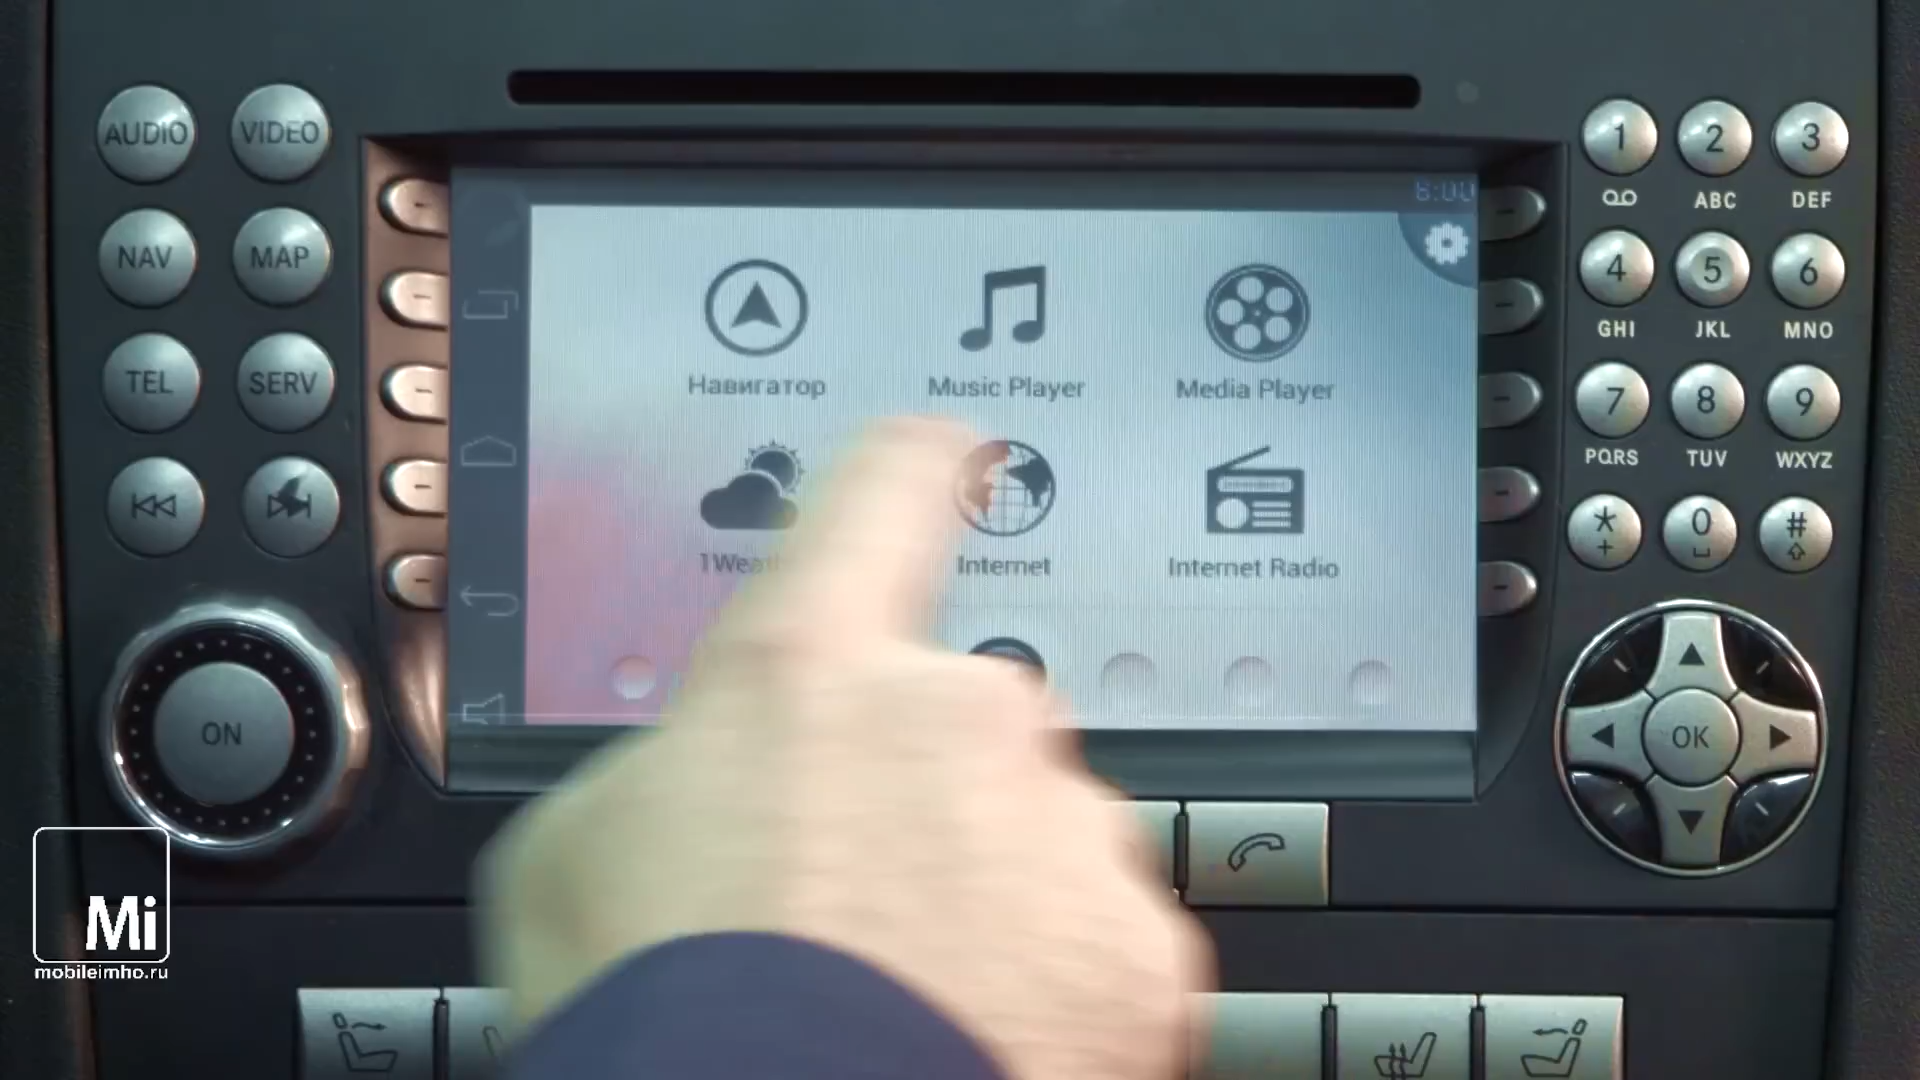 AUDIO VIDEO
NAV MAP
TEL SERV
ON
8:00
Навигатор Music Player Media Player
Internet Internet Radio
1 2 3
ABC DEF
4 5 6
GHI JKL MNO
7 8 9
PQRS TUV WXYZ
* 0 #
+
OK
Mi
mobileimho.ru